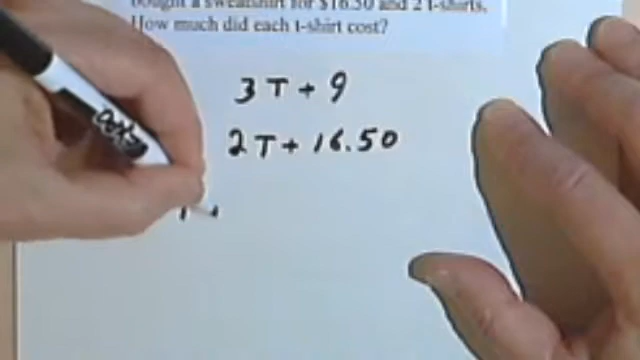 bought a sweatshirt for $16.50 and 2 t-shirts.
How much did each t-shirt cost?
3T + 9
2T + 16.50